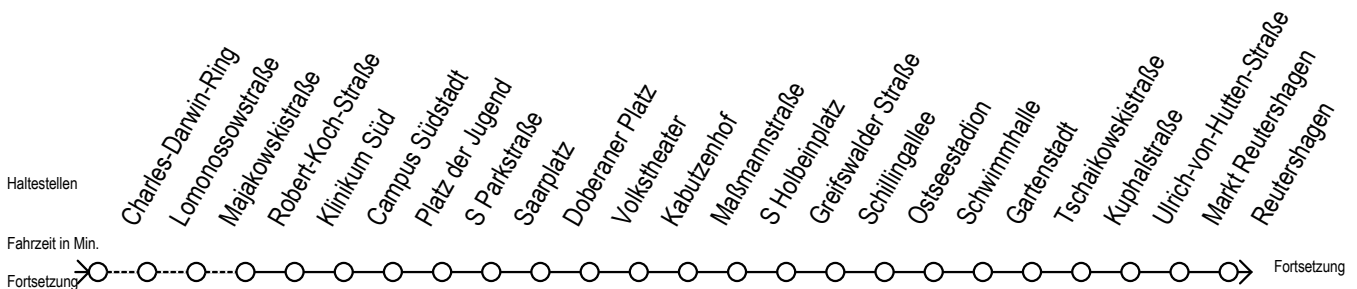 Haltestellen
Charles-Darwin-Ring
Lomonossowstraße
Majakowskistraße
Robert-Koch-Straße
Klinikum Süd
Campus Südstadt
Platz der Jugend
S Parkstraße
Saarplatz
Doberaner Platz
Volkstheater
Kabutzenhof
Maßmannstraße
S Holbeinplatz
Greifswalder Straße
Schillingallee
Ostseestadion
Schwimmhalle
Gartenstadt
Tschaikowskistraße
Kuphalstraße
Ulrich-von-Hutten-Straße
Markt Reutershagen
Reutershagen
Fahrzeit in Min.
Fortsetzung
Fortsetzung